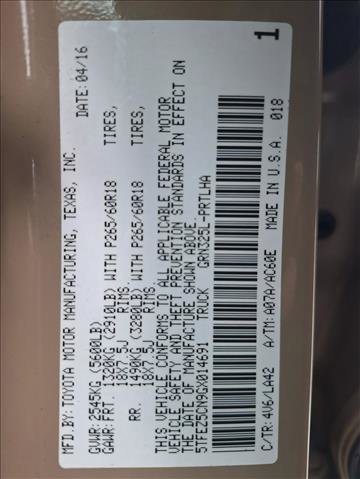 MFD.BY: TOYOTA MOTOR MANUFACTURING, TEXAS, INC. DATE: 04/16
GVWR: 2545KG (5600LB)
GAWR: FRT. 1320KG (2910LB) WITH P265/60R18 TIRES,
18X7.5J RIMS.
RR. 1490KG (3280LB) WITH P265/60R18 TIRES,
18X7.5J RIMS.
THIS VEHICLE CONFORMS TO ALL APPLICABLE FEDERAL MOTOR
VEHICLE SAFETY AND THEFT PREVENTION STANDARDS IN EFFECT ON
THE DATE OF MANUFACTURE SHOWN ABOVE.
5TFEZ5CN9GX014691 TRUCK GRN325L-PRTLHA
018
C/TR: 4V6/LA42 A/TM: A07A/AC60E MADE IN U.S.A.
1